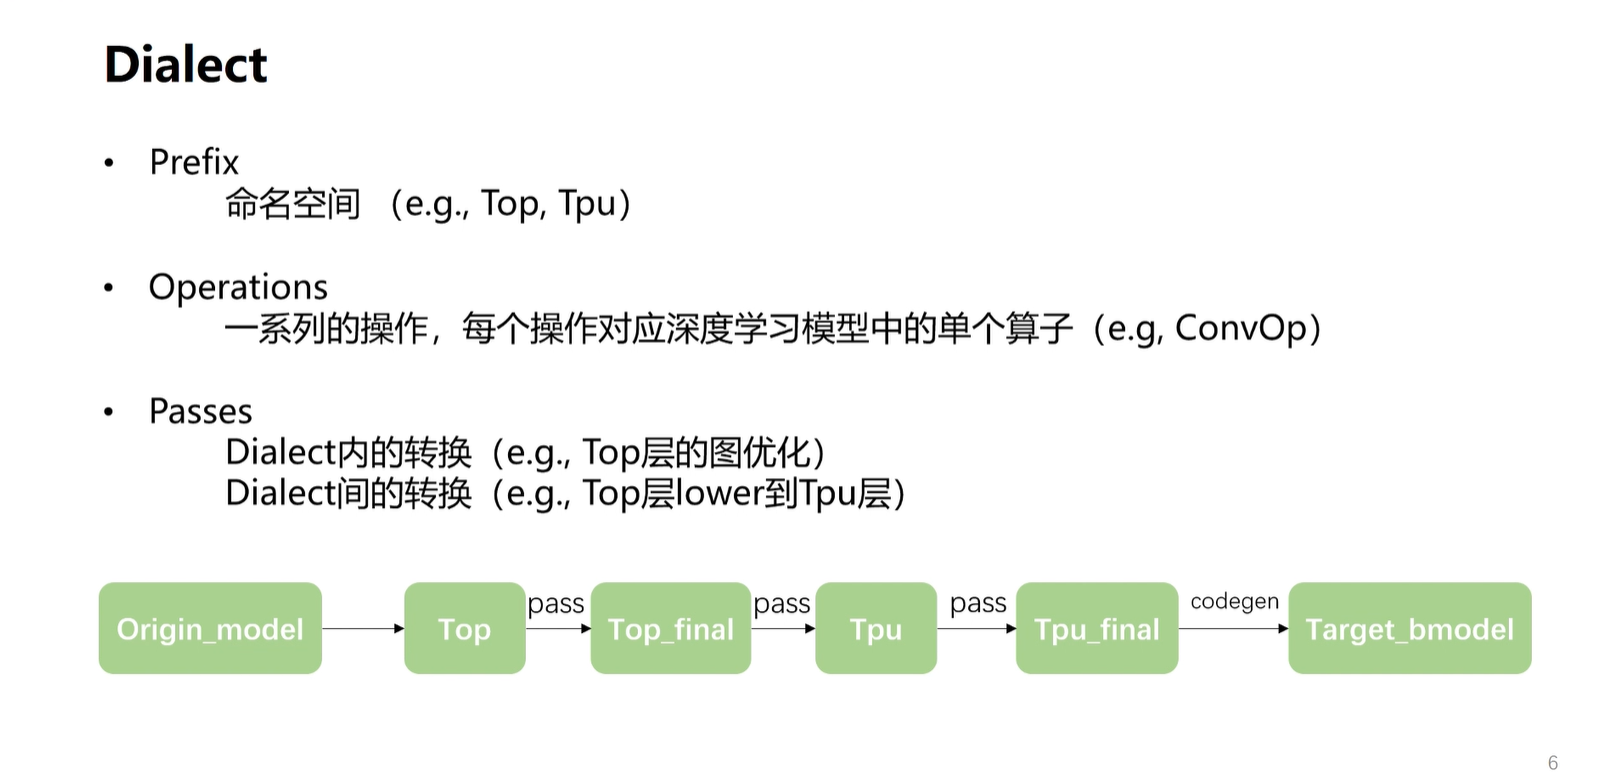 Dialect
• Prefix
命名空间 （e.g., Top, Tpu）
• Operations
一系列的操作，每个操作对应深度学习模型中的单个算子（e.g, ConvOp）
• Passes
Dialect内的转换（e.g., Top层的图优化）
Dialect间的转换（e.g., Top层lower到Tpu层）
Origin_model Top pass Top_final pass Tpu pass Tpu_final codegen Target_bmodel
6